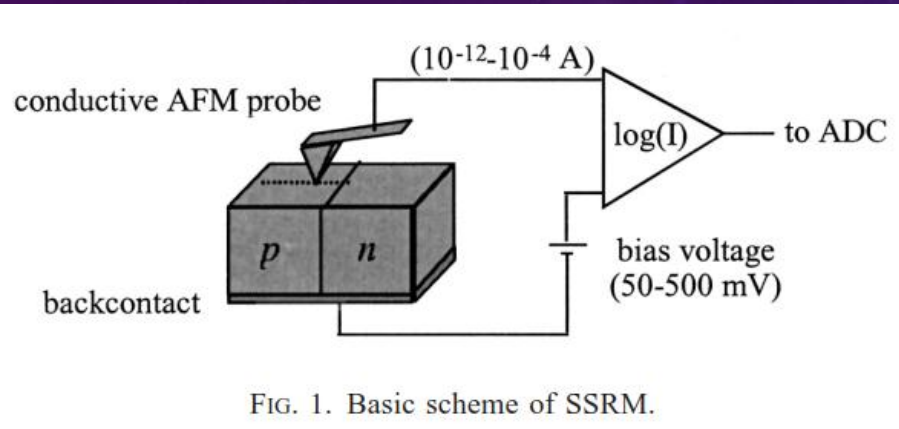 (10-12-10-4 A)
conductive AFM probe
log(I)
to ADC
p
n
bias voltage
(50-500 mV)
backcontact
FIG. 1. Basic scheme of SSRM.